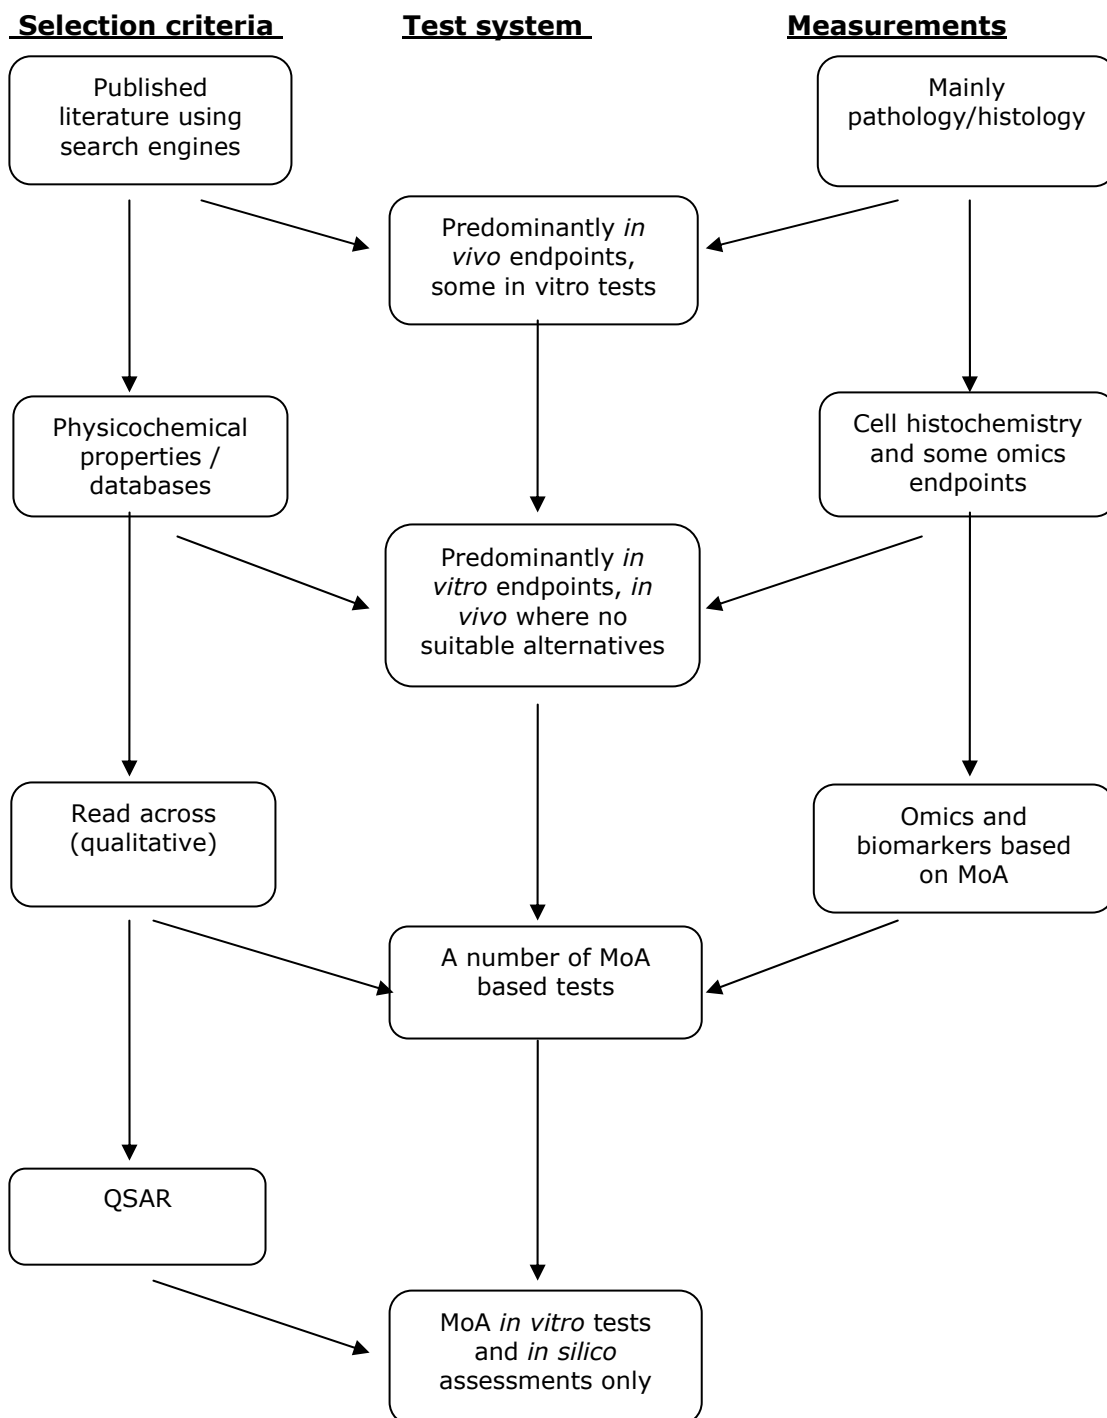 Selection criteria
Test system
Measurements
Published
literature using
search engines
Mainly
pathology/histology
Predominantly in
vivo endpoints,
some in vitro tests
Physicochemical
properties /
databases
Cell histochemistry
and some omics
endpoints
Predominantly in
vitro endpoints, in
vivo where no
suitable alternatives
Read across
(qualitative)
Omics and
biomarkers based
on MoA
A number of MoA
based tests
QSAR
MoA in vitro tests
and in silico
assessments only